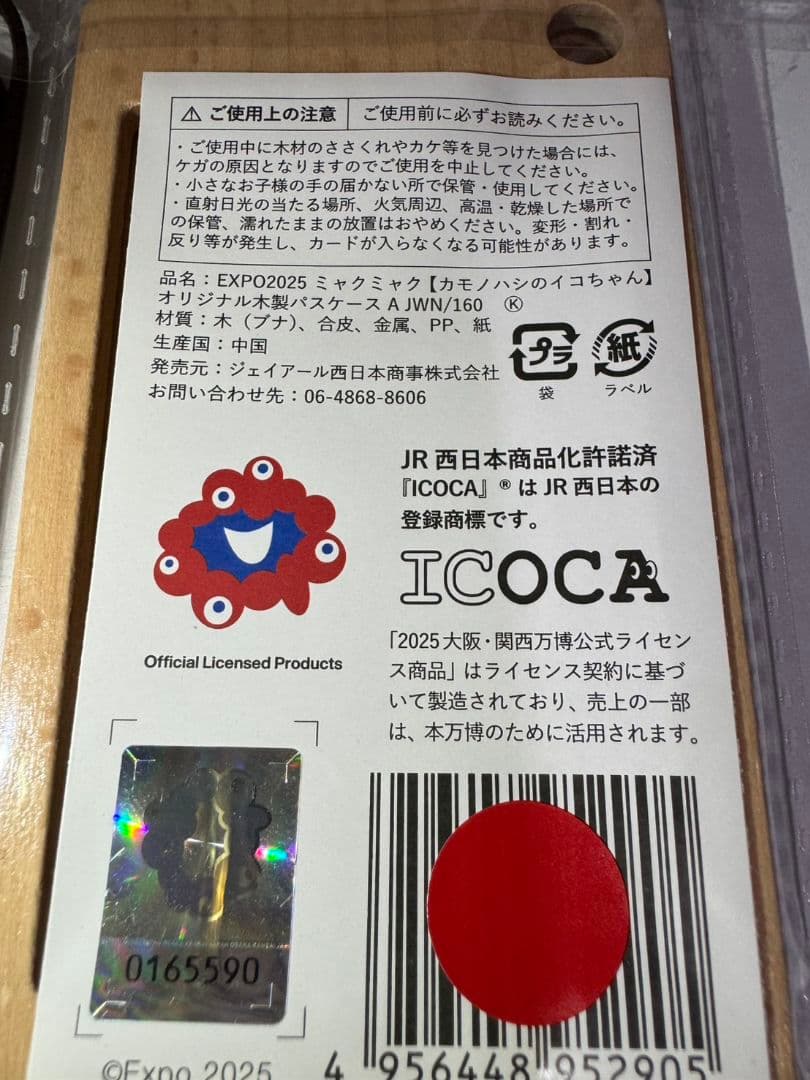 ⚠ ご使用上の注意 ご使用前に必ずお読みください。
・ご使用中に木材のささくれやカケ等を見つけた場合には、
ケガの原因となりますのでご使用を中止してください。
・小さなお子様の手の届かない所で保管・使用してください。
・直射日光の当たる場所、火気周辺、高温・乾燥した場所で
の保管、濡れたままの放置はおやめください。変形・割れ・
反り等が発生し、カードが入らなくなる可能性があります。
品名：EXPO2025 ミャクミャク【カモノハシのイコちゃん】
オリジナル木製パスケース A JWN/160 Ⓚ
材質：木（ブナ）、合皮、金属、PP、紙
生産国：中国
発売元：ジェイアール西日本商事株式会社
お問い合わせ先：06-4868-8606
プラ
袋
紙
ラベル
JR 西日本商品化許諾済
『ICOCA』® は JR 西日本の
登録商標です。
ICOCA
Official Licensed Products
「2025 大阪・関西万博公式ライセン
ス商品」はライセンス契約に基づ
いて製造されており、売上の一部
は、本万博のために活用されます。
0165590
©Expo 2025
4 956448 952905